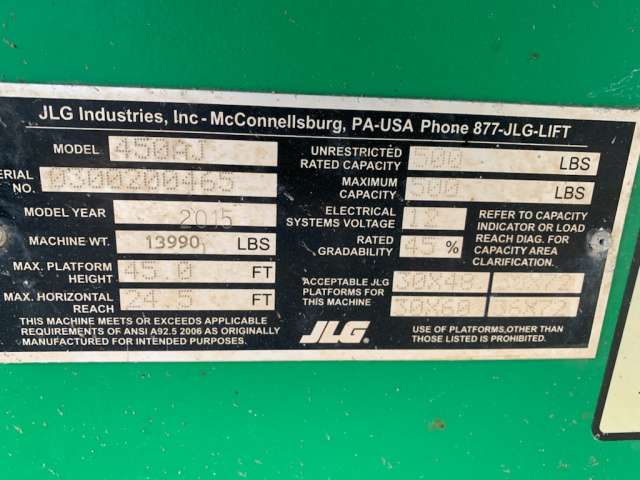 JLG Industries, Inc - McConnellsburg, PA-USA Phone 877-JLG-LIFT
MODEL 450AJ
ERIAL NO. 0300200465
MODEL YEAR 2015
MACHINE WT. 13990 LBS
MAX. PLATFORM HEIGHT 45 0 FT
MAX. HORIZONTAL REACH 24 5 FT
THIS MACHINE MEETS OR EXCEEDS APPLICABLE
REQUIREMENTS OF ANSI A92.5 2006 AS ORIGINALLY
MANUFACTURED FOR INTENDED PURPOSES.
UNRESTRICTED RATED CAPACITY 500 LBS
MAXIMUM CAPACITY 500 LBS
ELECTRICAL SYSTEMS VOLTAGE 12
RATED GRADABILITY 45 %
REFER TO CAPACITY
INDICATOR OR LOAD
REACH DIAG. FOR
CAPACITY AREA
CLARIFICATION.
ACCEPTABLE JLG
PLATFORMS FOR
THIS MACHINE
30X48
30X60
JLG
USE OF PLATFORMS,OTHER THAN
THOSE LISTED IS PROHIBITED.